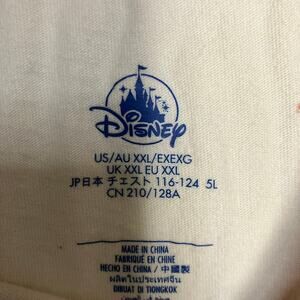 Disney
US/AU XXL/EXEXG
UK XXL EU XXL
JP日本 チェスト 116-124 5L
CN 210/128A
MADE IN CHINA
FABRIQUÉ EN CHINE
HECHO EN CHINA / 中國製
ผลิตในประเทศจีน
DIBUAT DI TIONGKOK